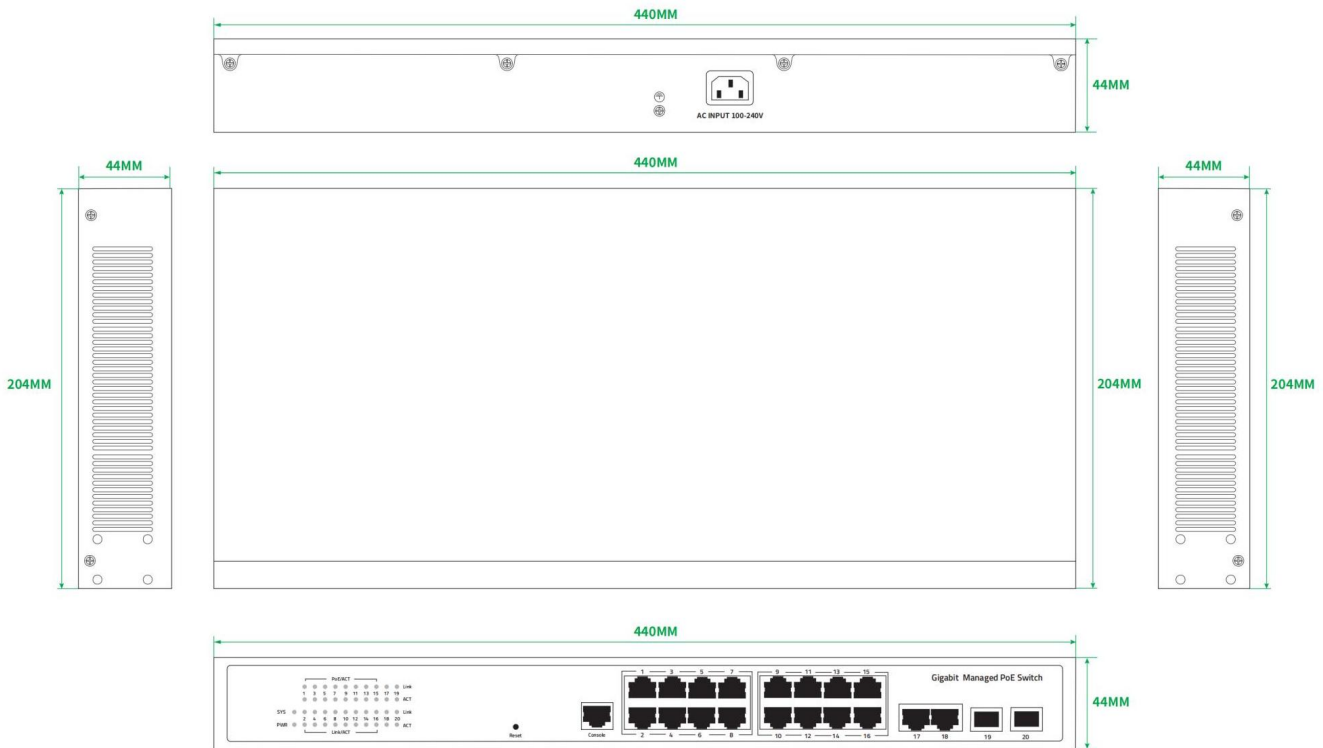 440MM
44MM
AC INPUT 100-240V
44MM
440MM
44MM
204MM
204MM
204MM
440MM
44MM
PoE/ACT
Link
1 3 5 7 9 11 13 15 17 19
ACT
SYS
Link
2 4 6 8 10 12 14 16 18 20
PWR
ACT
Link/ACT
Reset
Console
1 3 5 7
2 4 6 8
9 11 13 15
10 12 14 16
Gigabit Managed PoE Switch
17 18 19 20